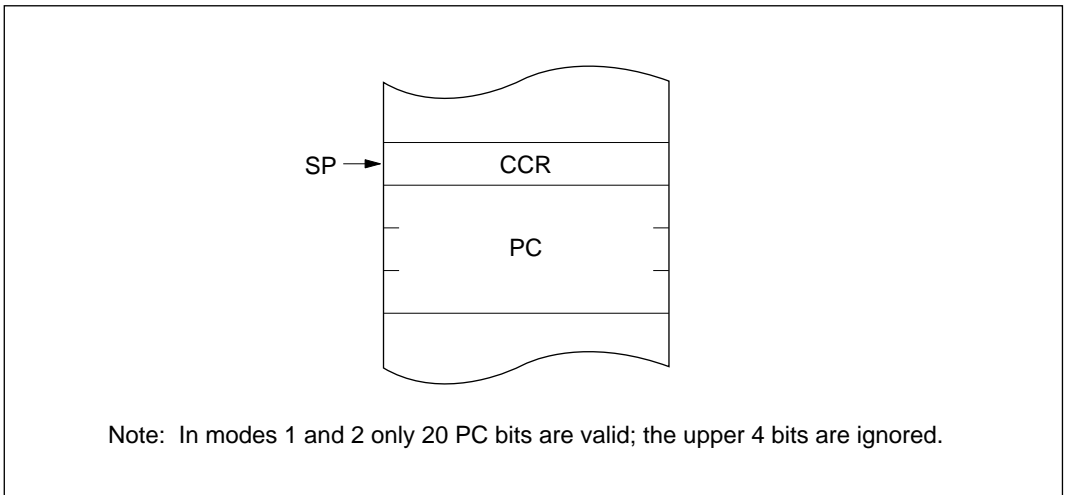 SP
CCR
PC
Note: In modes 1 and 2 only 20 PC bits are valid; the upper 4 bits are ignored.